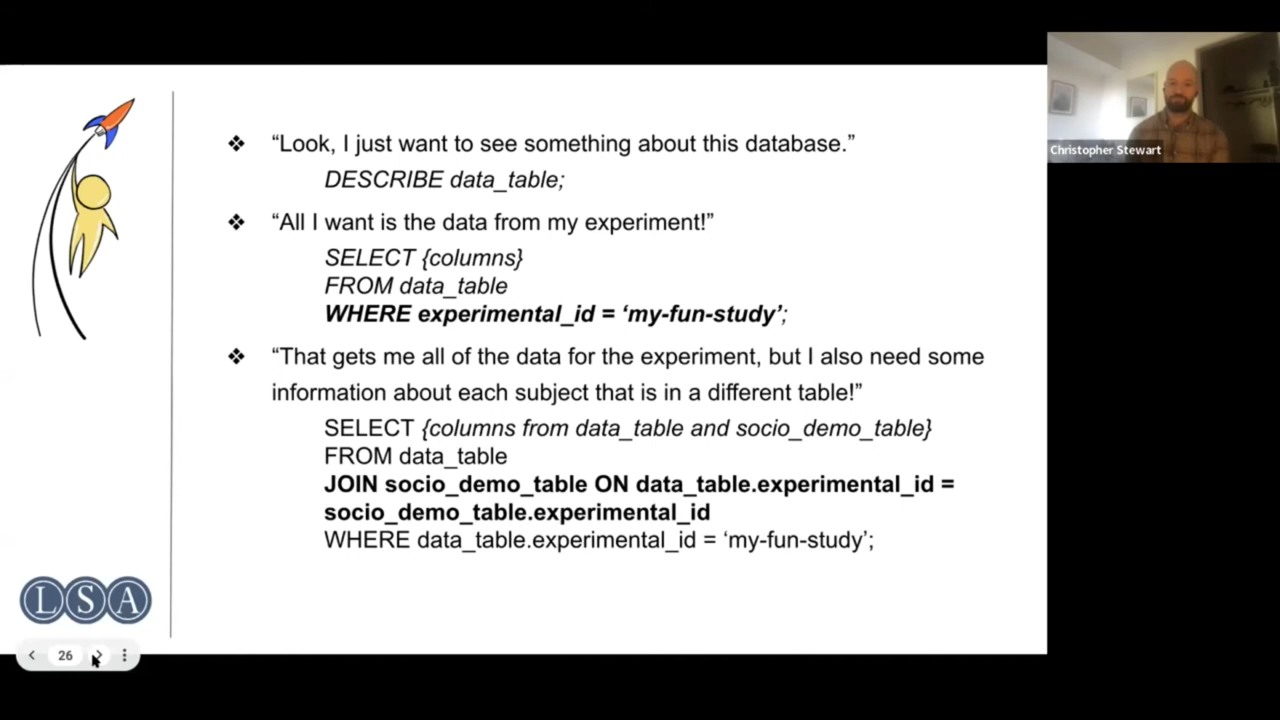 ❖ “Look, I just want to see something about this database.”
DESCRIBE data_table;
❖ “All I want is the data from my experiment!”
SELECT {columns}
FROM data_table
WHERE experimental_id = ‘my-fun-study’;
❖ “That gets me all of the data for the experiment, but I also need some
information about each subject that is in a different table!”
SELECT {columns from data_table and socio_demo_table}
FROM data_table
JOIN socio_demo_table ON data_table.experimental_id =
socio_demo_table.experimental_id
WHERE data_table.experimental_id = ‘my-fun-study’;
LSA
26
Christopher Stewart